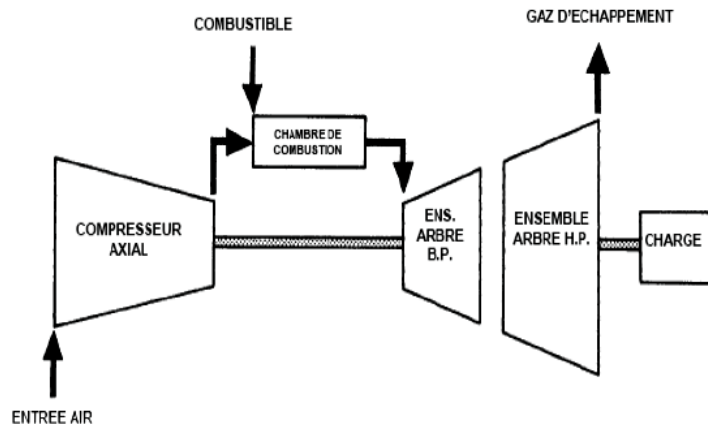 COMBUSTIBLE
GAZ D'ECHAPPEMENT
CHAMBRE DE
COMBUSTION
COMPRESSEUR
AXIAL
ENS.
ARBRE
B.P.
ENSEMBLE
ARBRE H.P.
CHARGE
ENTREE AIR